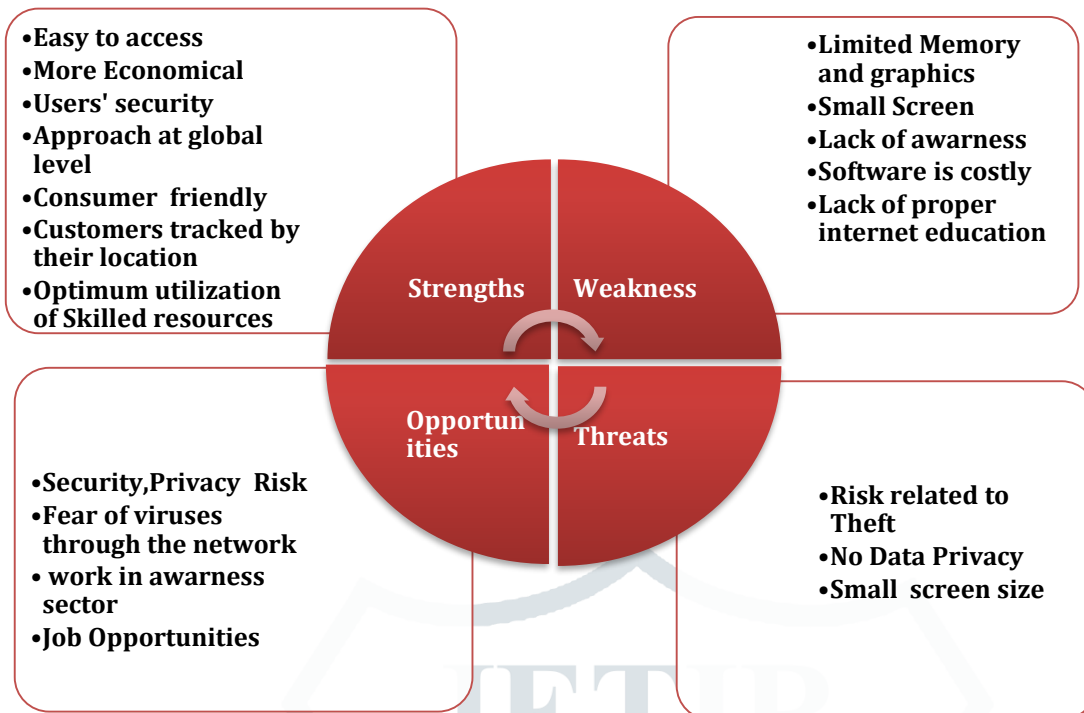 •Easy to access
•More Economical
•Users' security
•Approach at global
level
•Consumer friendly
•Customers tracked by
their location
•Optimum utilization
of Skilled resources
•Limited Memory
and graphics
•Small Screen
•Lack of awarness
•Software is costly
•Lack of proper
internet education
Strengths
Weakness
Opportun
ities
Threats
•Security,Privacy Risk
•Fear of viruses
through the network
• work in awarness
sector
•Job Opportunities
•Risk related to
Theft
•No Data Privacy
•Small screen size
JETIR